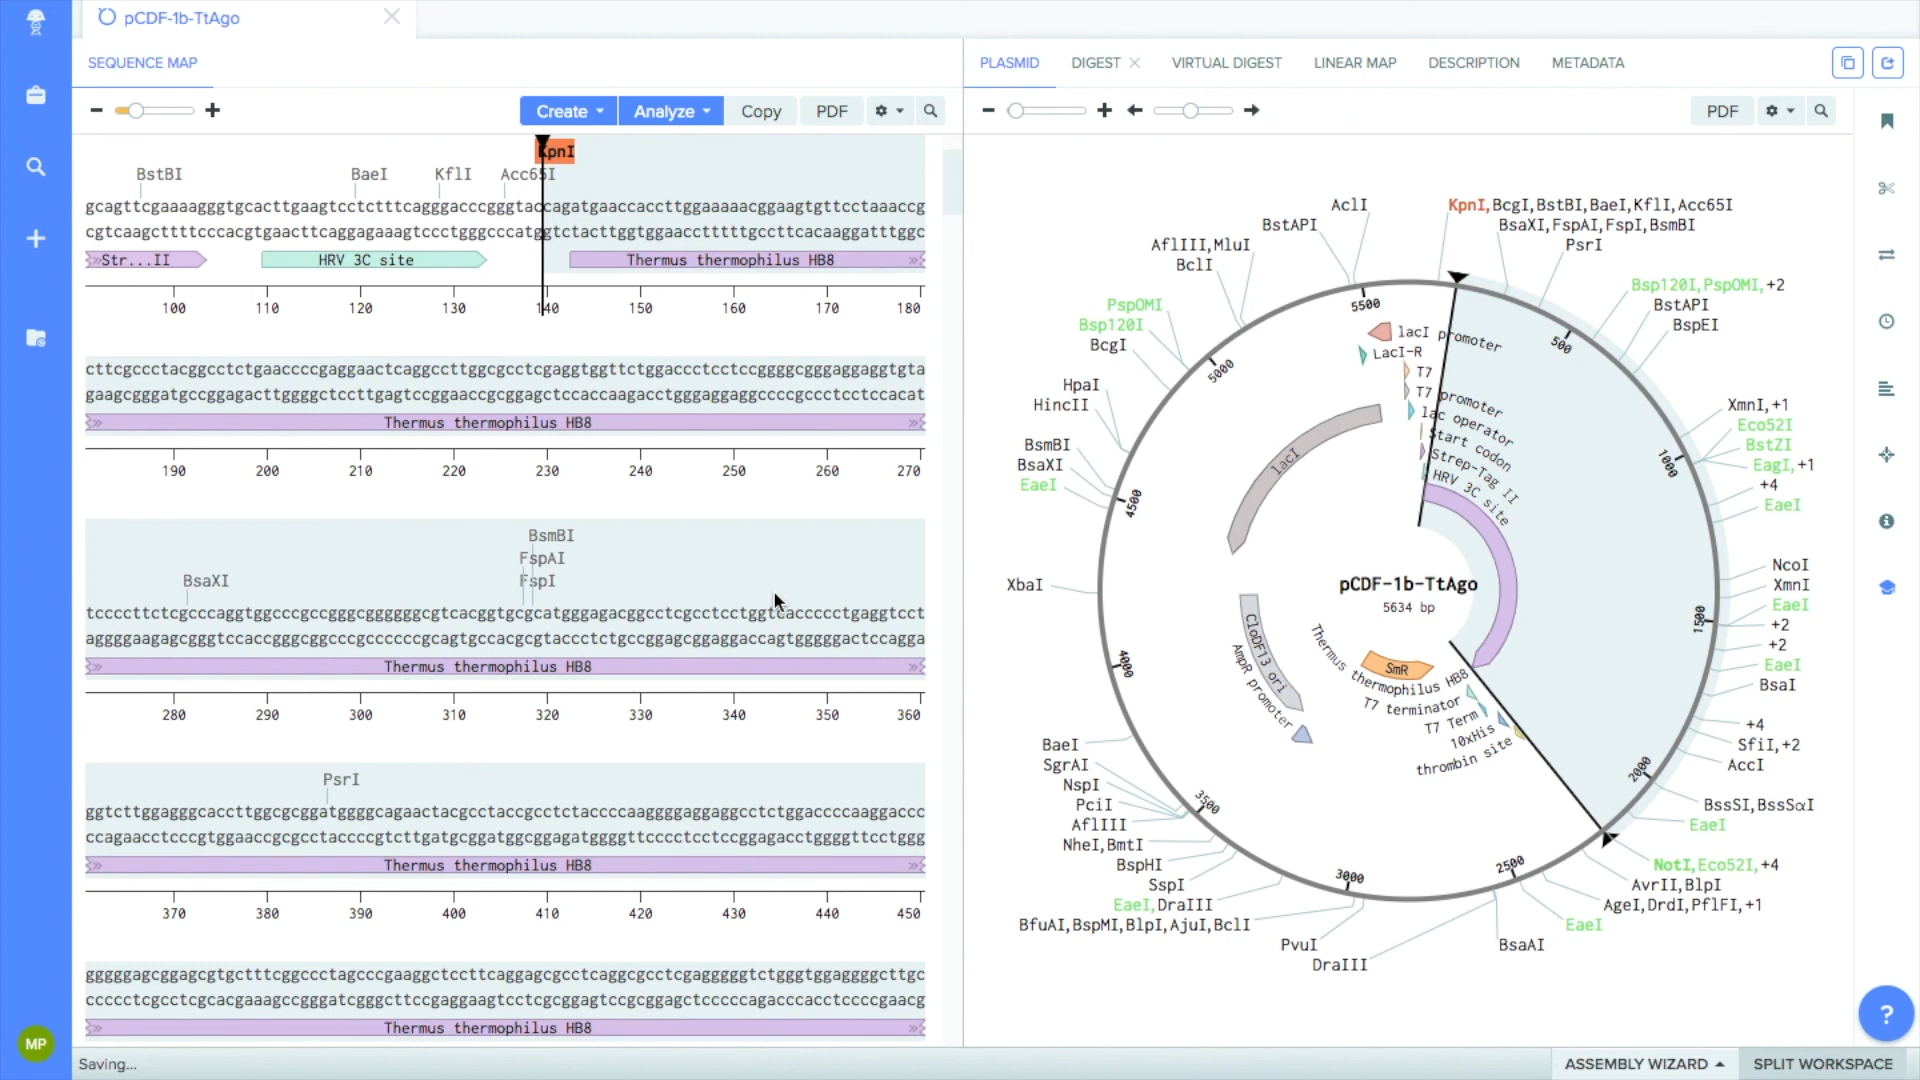 pCDF-1b-TtAgo
SEQUENCE MAP
Create
Analyze
Copy
PDF
KpnI
BstBI BaeI KflI Acc65I
gcagttcgaaaagggtgcacttgaagtcctctttcagggacccgggtaccagatgaaccaccttggaaaaacggaagtgttcctaaaccg
cgtcaagcttttcccacgtgaacttcaggagaaagtccctgggcccatggtctacttggtggaacctttttgccttcacaaggatttggc
Str...II HRV 3C site Thermus thermophilus HB8
100 110 120 130 140 150 160 170 180
cttcgccctacggcctctgaaccccgaggaactcaggccttggcgcctcgaggtggttctggaccctcctccggggcgggaggaggtgta
gaagcgggatgccggagacttggggctccttgagtccggaaccgcggagctccaccaagacctgggaggaggccccgccctcctccacat
Thermus thermophilus HB8
190 200 210 220 230 240 250 260 270
BsmBI
FspAI
BsaXI FspI
tccccttctcgcccaggtggcccgccgggcggggggcgtcacggtgcgcatgggagacggcctcgcctcctggtcacccccctgaggtcct
aggggaagagcgggtccaccgggcggcccgccccccgcagtgccacgcgtaccctctgccggagcggaggaccagtgggggactccagga
Thermus thermophilus HB8
280 290 300 310 320 330 340 350 360
PsrI
ggtcttggagggcaccttggcgcggatggggcagaactacgcctaccgcctctaccccaaggggaggaggcctctggaccccaaggaccc
ccagaacctcccgtggaaccgcgcctaccccgtcttgatgcggatggcggagatggggttcccctcctccggagacctggggttcctggg
Thermus thermophilus HB8
370 380 390 400 410 420 430 440 450
gggggagcggagcgtgctttcggccctagcccgaaggctccttcaggagcgcctcaggcgcctcgagggggtctgggtggaggggcttgc
ccccctcgcctcgcacgaaagccgggatcgggcttccgaggaagtcctcgcggagtccgcggagctcccccagacccacctccccgaacg
Thermus thermophilus HB8
MP
Saving...
PLASMID
DIGEST
VIRTUAL DIGEST
LINEAR MAP
DESCRIPTION
METADATA
PDF
AclI
BstAPI
AflIII,MluI
BclI
PspOMI
Bsp120I
BcgI
HpaI
HincII
BsmBI
BsaXI
EaeI
XbaI
BaeI
SgrAI
NspI
PciI
AflIII
NheI,BmtI
BspHI
SspI
EaeI,DraIII
BfuAI,BspMI,BlpI,AjuI,BclI
PvuI
DraIII
KpnI,BcgI,BstBI,BaeI,KflI,Acc65I
BsaXI,FspAI,FspI,BsmBI
PsrI
Bsp120I,PspOMI,+2
BstAPI
BspEI
XmnI,+1
Eco52I
BstZI
EagI,+1
+4
EaeI
NcoI
XmnI
EaeI
+2
+2
EaeI
BsaI
+4
SfiI,+2
AccI
BssSI,BssSαI
EaeI
NotI,Eco52I,+4
AvrII,BlpI
AgeI,DrdI,PflFI,+1
EaeI
BsaAI
500
1000
1500
2000
2500
3000
3500
4000
4500
5000
5500
lacI promoter
LacI-R
T7
T7 promoter
lac operator
Start codon
Strep-Tag II
HRV 3C site
lacI
pCDF-1b-TtAgo
5634 bp
CloDF13 ori
AmpR promoter
SmR
Thermus thermophilus HB8
T7 terminator
T7 Term
10xHis
thrombin site
?
ASSEMBLY WIZARD
SPLIT WORKSPACE